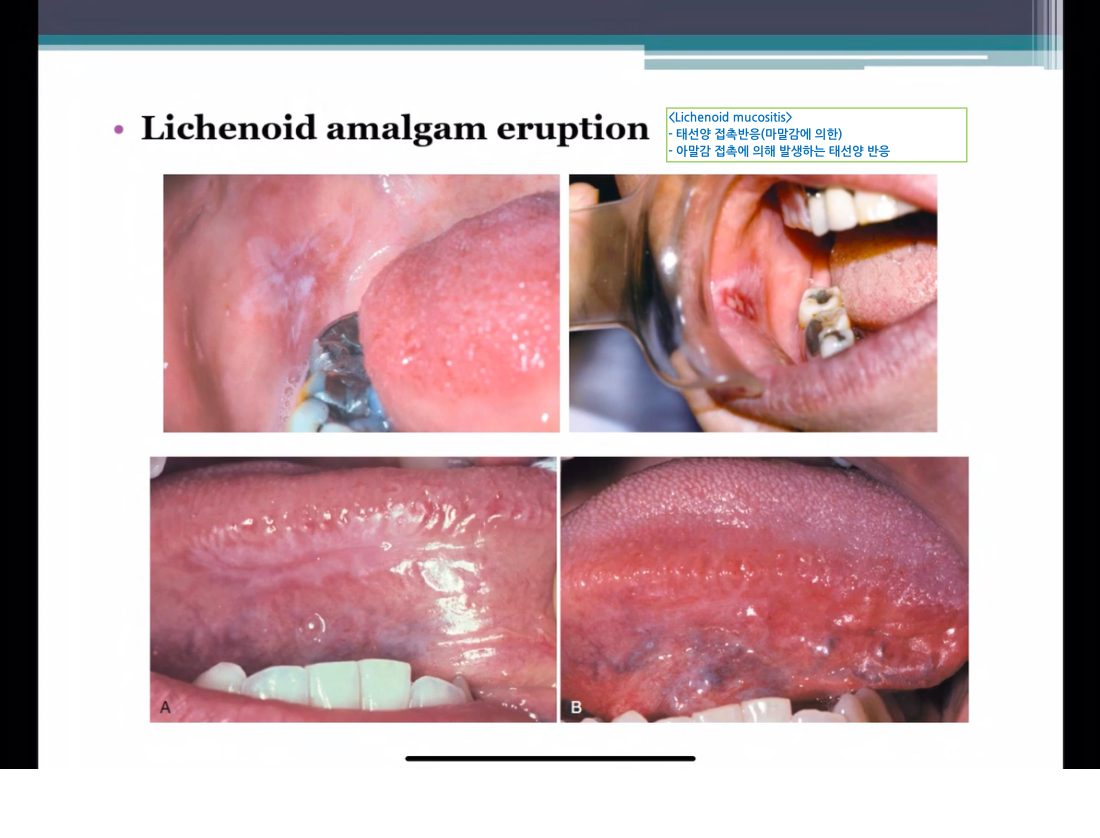 • Lichenoid amalgam eruption
<Lichenoid mucositis>
- 태선양 접촉반응(마말감에 의한)
- 아말감 접촉에 의해 발생하는 태선양 반응
A
B